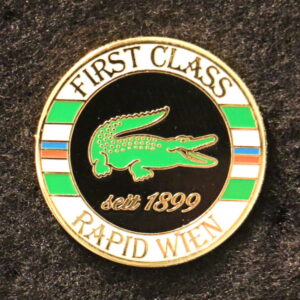 FIRST CLASS
seit 1899
RAPID WIEN